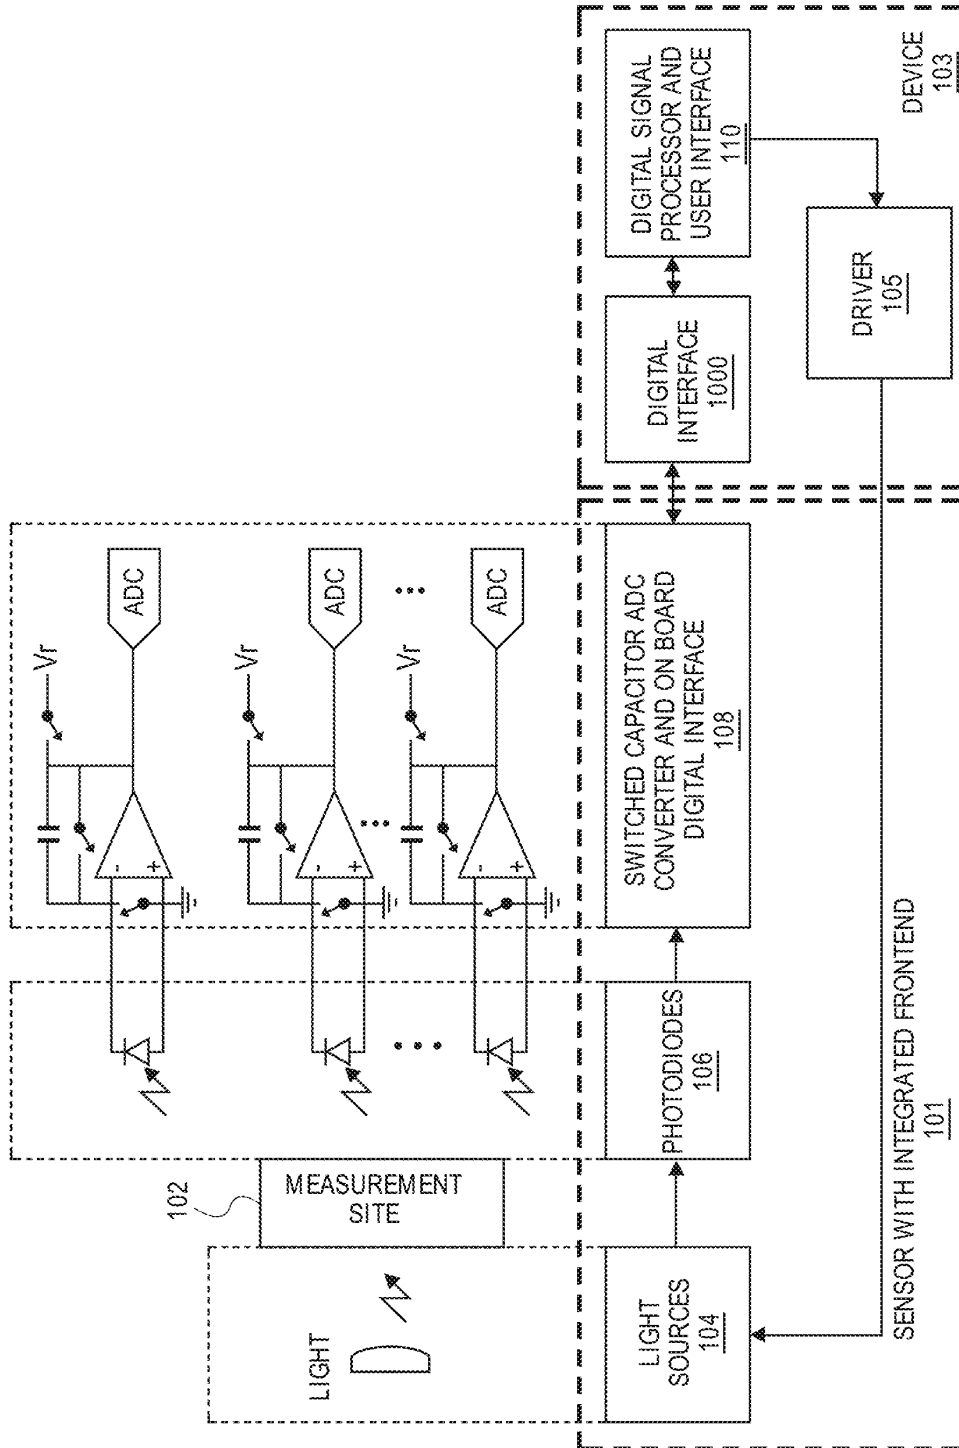 LIGHT
102
MEASUREMENT
SITE
Vr
-
+
ADC
Vr
-
+
ADC
Vr
-
+
ADC
LIGHT
SOURCES
104
PHOTODIODES
106
SWITCHED CAPACITOR ADC
CONVERTER AND ON BOARD
DIGITAL INTERFACE
108
DIGITAL
INTERFACE
1000
DIGITAL SIGNAL
PROCESSOR AND
USER INTERFACE
110
DRIVER
105
DEVICE
103
SENSOR WITH INTEGRATED FRONTEND
101